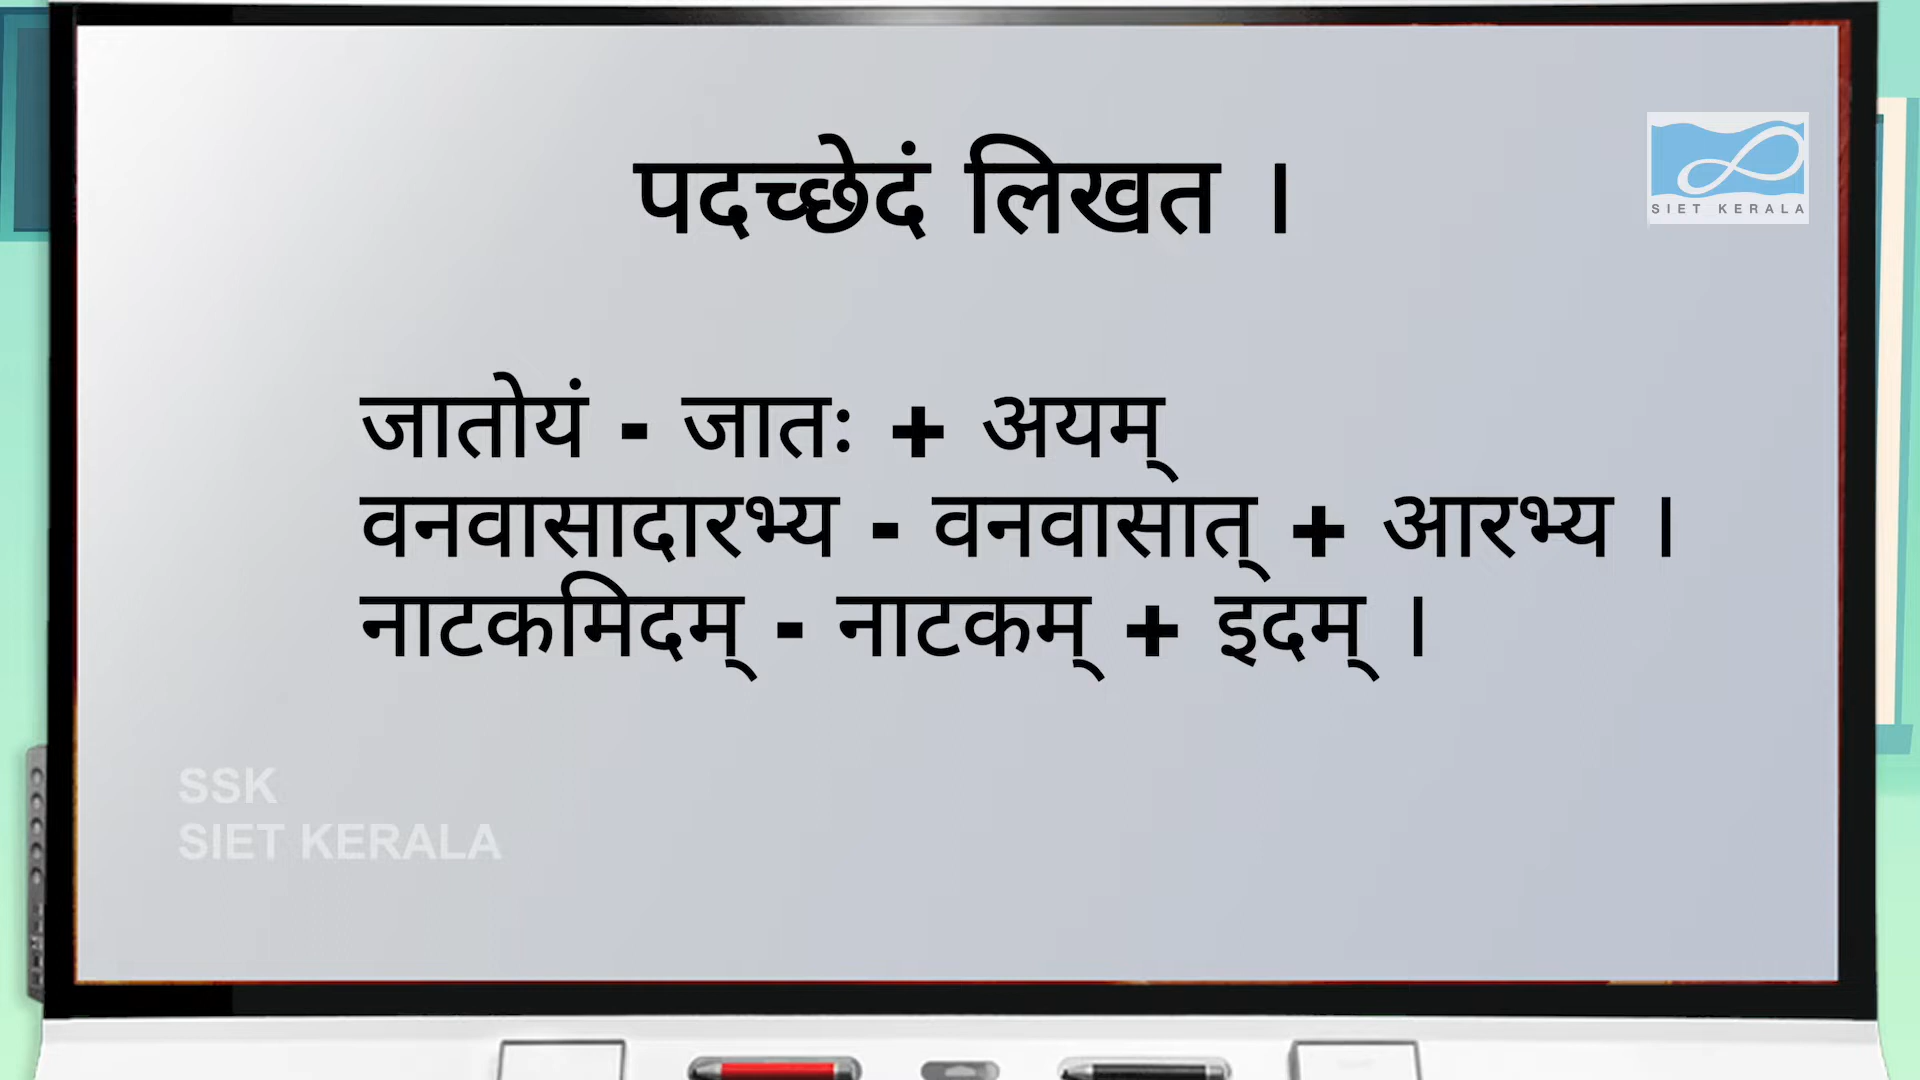 पदच्छेदं लिखत ।
SIET KERALA
जातोयं - जातः + अयम्
वनवासादारभ्य - वनवासात् + आरभ्य ।
नाटकमिदम् - नाटकम् + इदम् ।
SSK
SIET KERALA